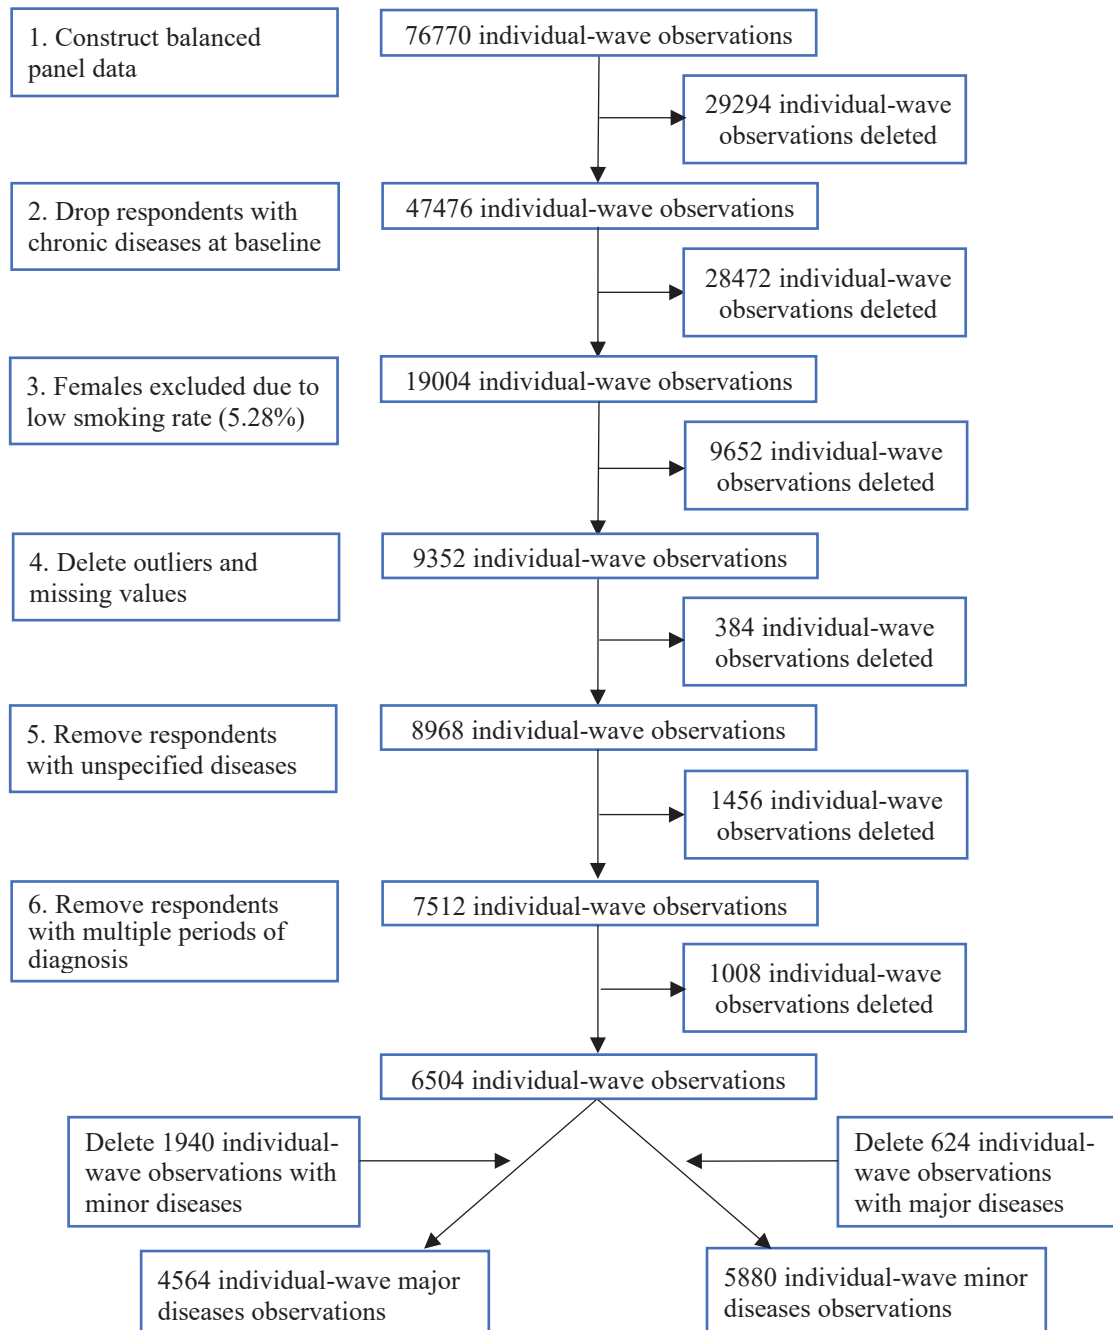 1. Construct balanced
panel data
76770 individual-wave observations
29294 individual-wave
observations deleted
2. Drop respondents with
chronic diseases at baseline
47476 individual-wave observations
28472 individual-wave
observations deleted
3. Females excluded due to
low smoking rate (5.28%)
19004 individual-wave observations
9652 individual-wave
observations deleted
4. Delete outliers and
missing values
9352 individual-wave observations
384 individual-wave
observations deleted
5. Remove respondents
with unspecified diseases
8968 individual-wave observations
1456 individual-wave
observations deleted
6. Remove respondents
with multiple periods of
diagnosis
7512 individual-wave observations
1008 individual-wave
observations deleted
6504 individual-wave observations
Delete 1940 individual-
wave observations with
minor diseases
Delete 624 individual-
wave observations
with major diseases
4564 individual-wave major
diseases observations
5880 individual-wave minor
diseases observations